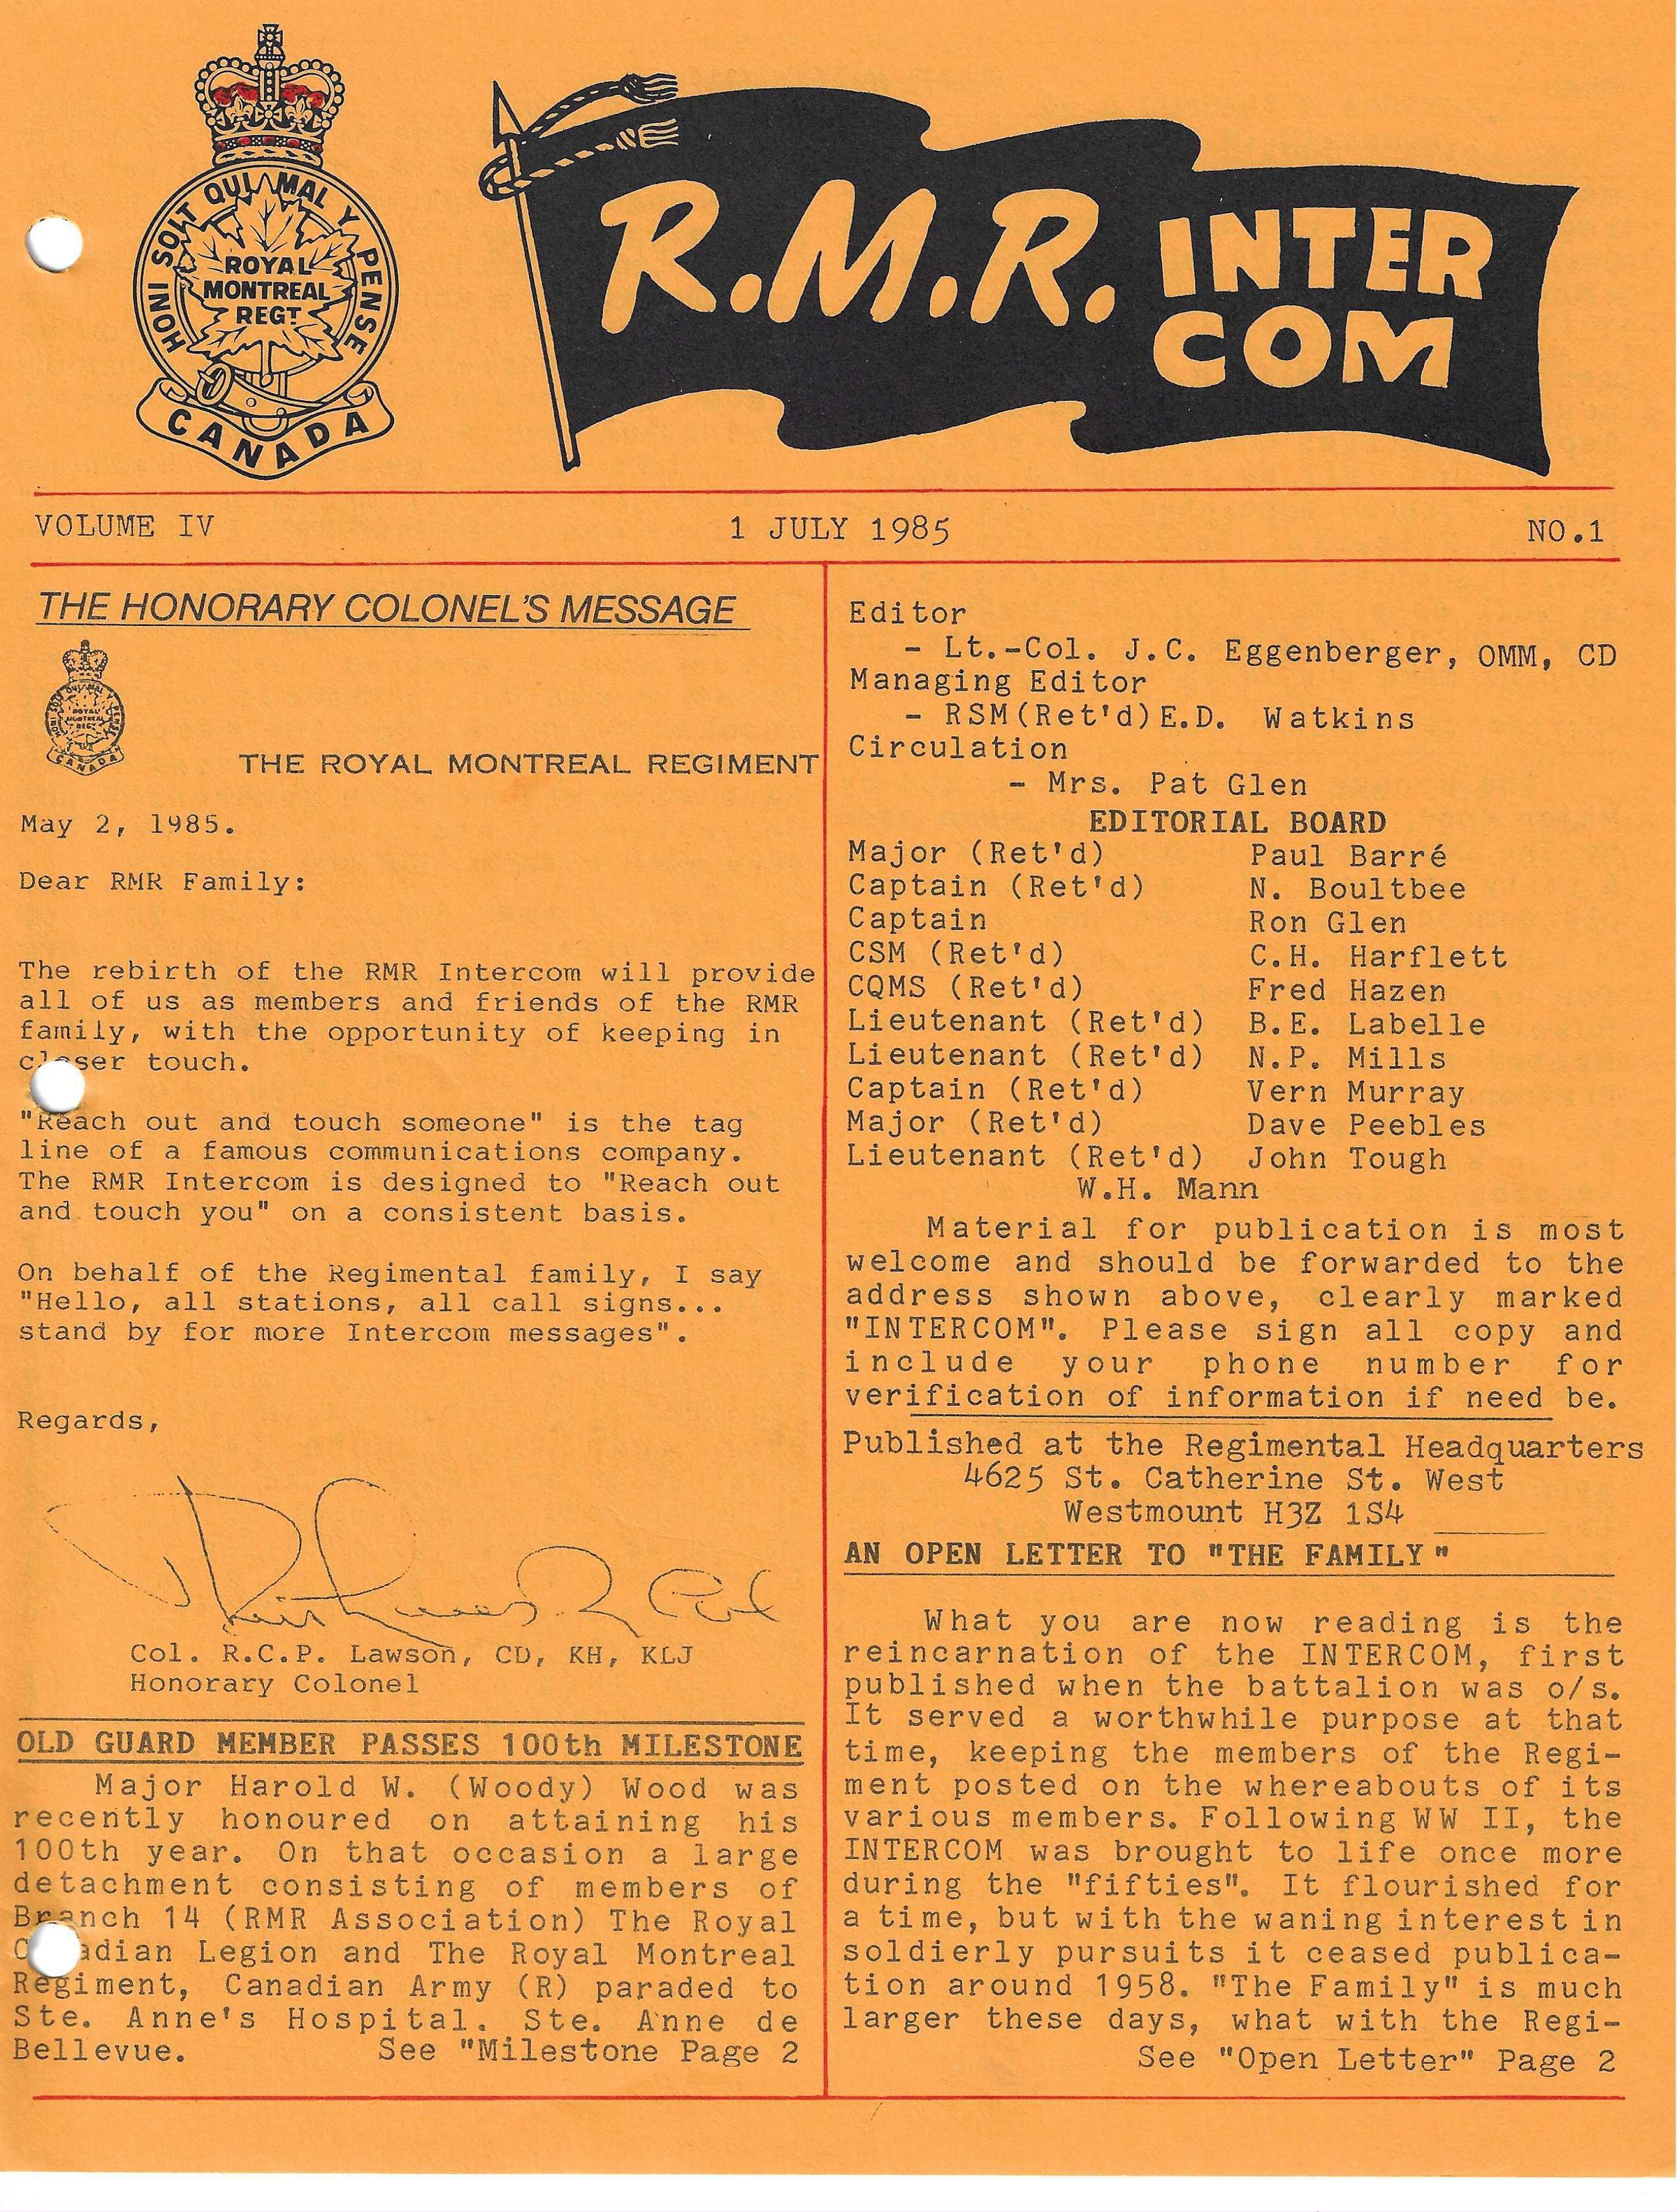 HONI SOIT QUI MAL Y PENSE
ROYAL
MONTREAL
REGT
CANADA
R.M.R. INTER
COM
VOLUME IV 1 JULY 1985 NO.1
THE HONORARY COLONEL'S MESSAGE
THE ROYAL MONTREAL REGIMENT
May 2, 1985.
Dear RMR Family:
The rebirth of the RMR Intercom will provide
all of us as members and friends of the RMR
family, with the opportunity of keeping in
closer touch.
"Reach out and touch someone" is the tag
line of a famous communications company.
The RMR Intercom is designed to "Reach out
and touch you" on a consistent basis.
On behalf of the Regimental family, I say
"Hello, all stations, all call signs...
stand by for more Intercom messages".
Regards,
Col. R.C.P. Lawson, CD, KH, KLJ
Honorary Colonel
OLD GUARD MEMBER PASSES 100th MILESTONE
Major Harold W. (Woody) Wood was
recently honoured on attaining his
100th year. On that occasion a large
detachment consisting of members of
Branch 14 (RMR Association) The Royal
Canadian Legion and The Royal Montreal
Regiment, Canadian Army (R) paraded to
Ste. Anne's Hospital. Ste. Anne de
Bellevue. See "Milestone Page 2
Editor
- Lt.-Col. J.C. Eggenberger, OMM, CD
Managing Editor
- RSM(Ret'd)E.D. Watkins
Circulation
- Mrs. Pat Glen
EDITORIAL BOARD
Major (Ret'd) Paul Barré
Captain (Ret'd) N. Boultbee
Captain Ron Glen
CSM (Ret'd) C.H. Harflett
CQMS (Ret'd) Fred Hazen
Lieutenant (Ret'd) B.E. Labelle
Lieutenant (Ret'd) N.P. Mills
Captain (Ret'd) Vern Murray
Major (Ret'd) Dave Peebles
Lieutenant (Ret'd) John Tough
W.H. Mann
Material for publication is most
welcome and should be forwarded to the
address shown above, clearly marked
"INTERCOM". Please sign all copy and
include your phone number for
verification of information if need be.
Published at the Regimental Headquarters
4625 St. Catherine St. West
Westmount H3Z 1S4
AN OPEN LETTER TO "THE FAMILY"
What you are now reading is the
reincarnation of the INTERCOM, first
published when the battalion was o/s.
It served a worthwhile purpose at that
time, keeping the members of the Regi-
ment posted on the whereabouts of its
various members. Following WW II, the
INTERCOM was brought to life once more
during the "fifties". It flourished for
a time, but with the waning interest in
soldierly pursuits it ceased publica-
tion around 1958. "The Family" is much
larger these days, what with the Regi-
See "Open Letter" Page 2